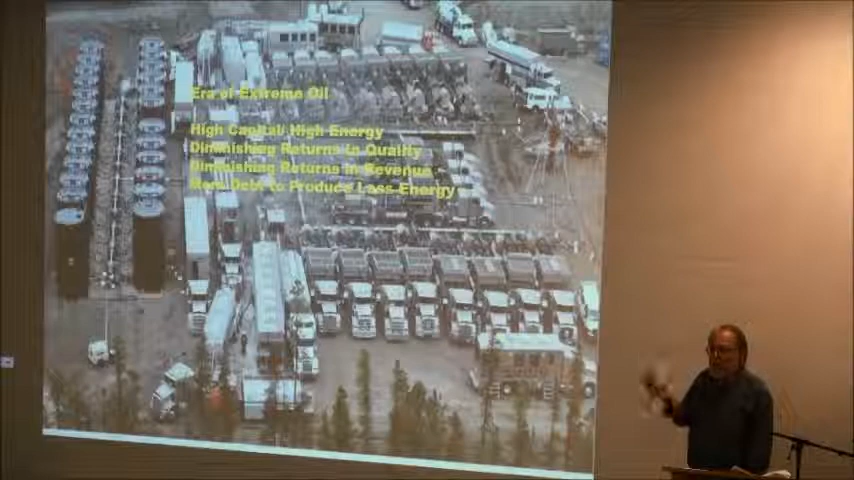 Era of Extreme Oil
High Capital/ High Energy
Diminishing Returns in Quality
Diminishing Returns in Revenue
More Debt to Produce Less Energy